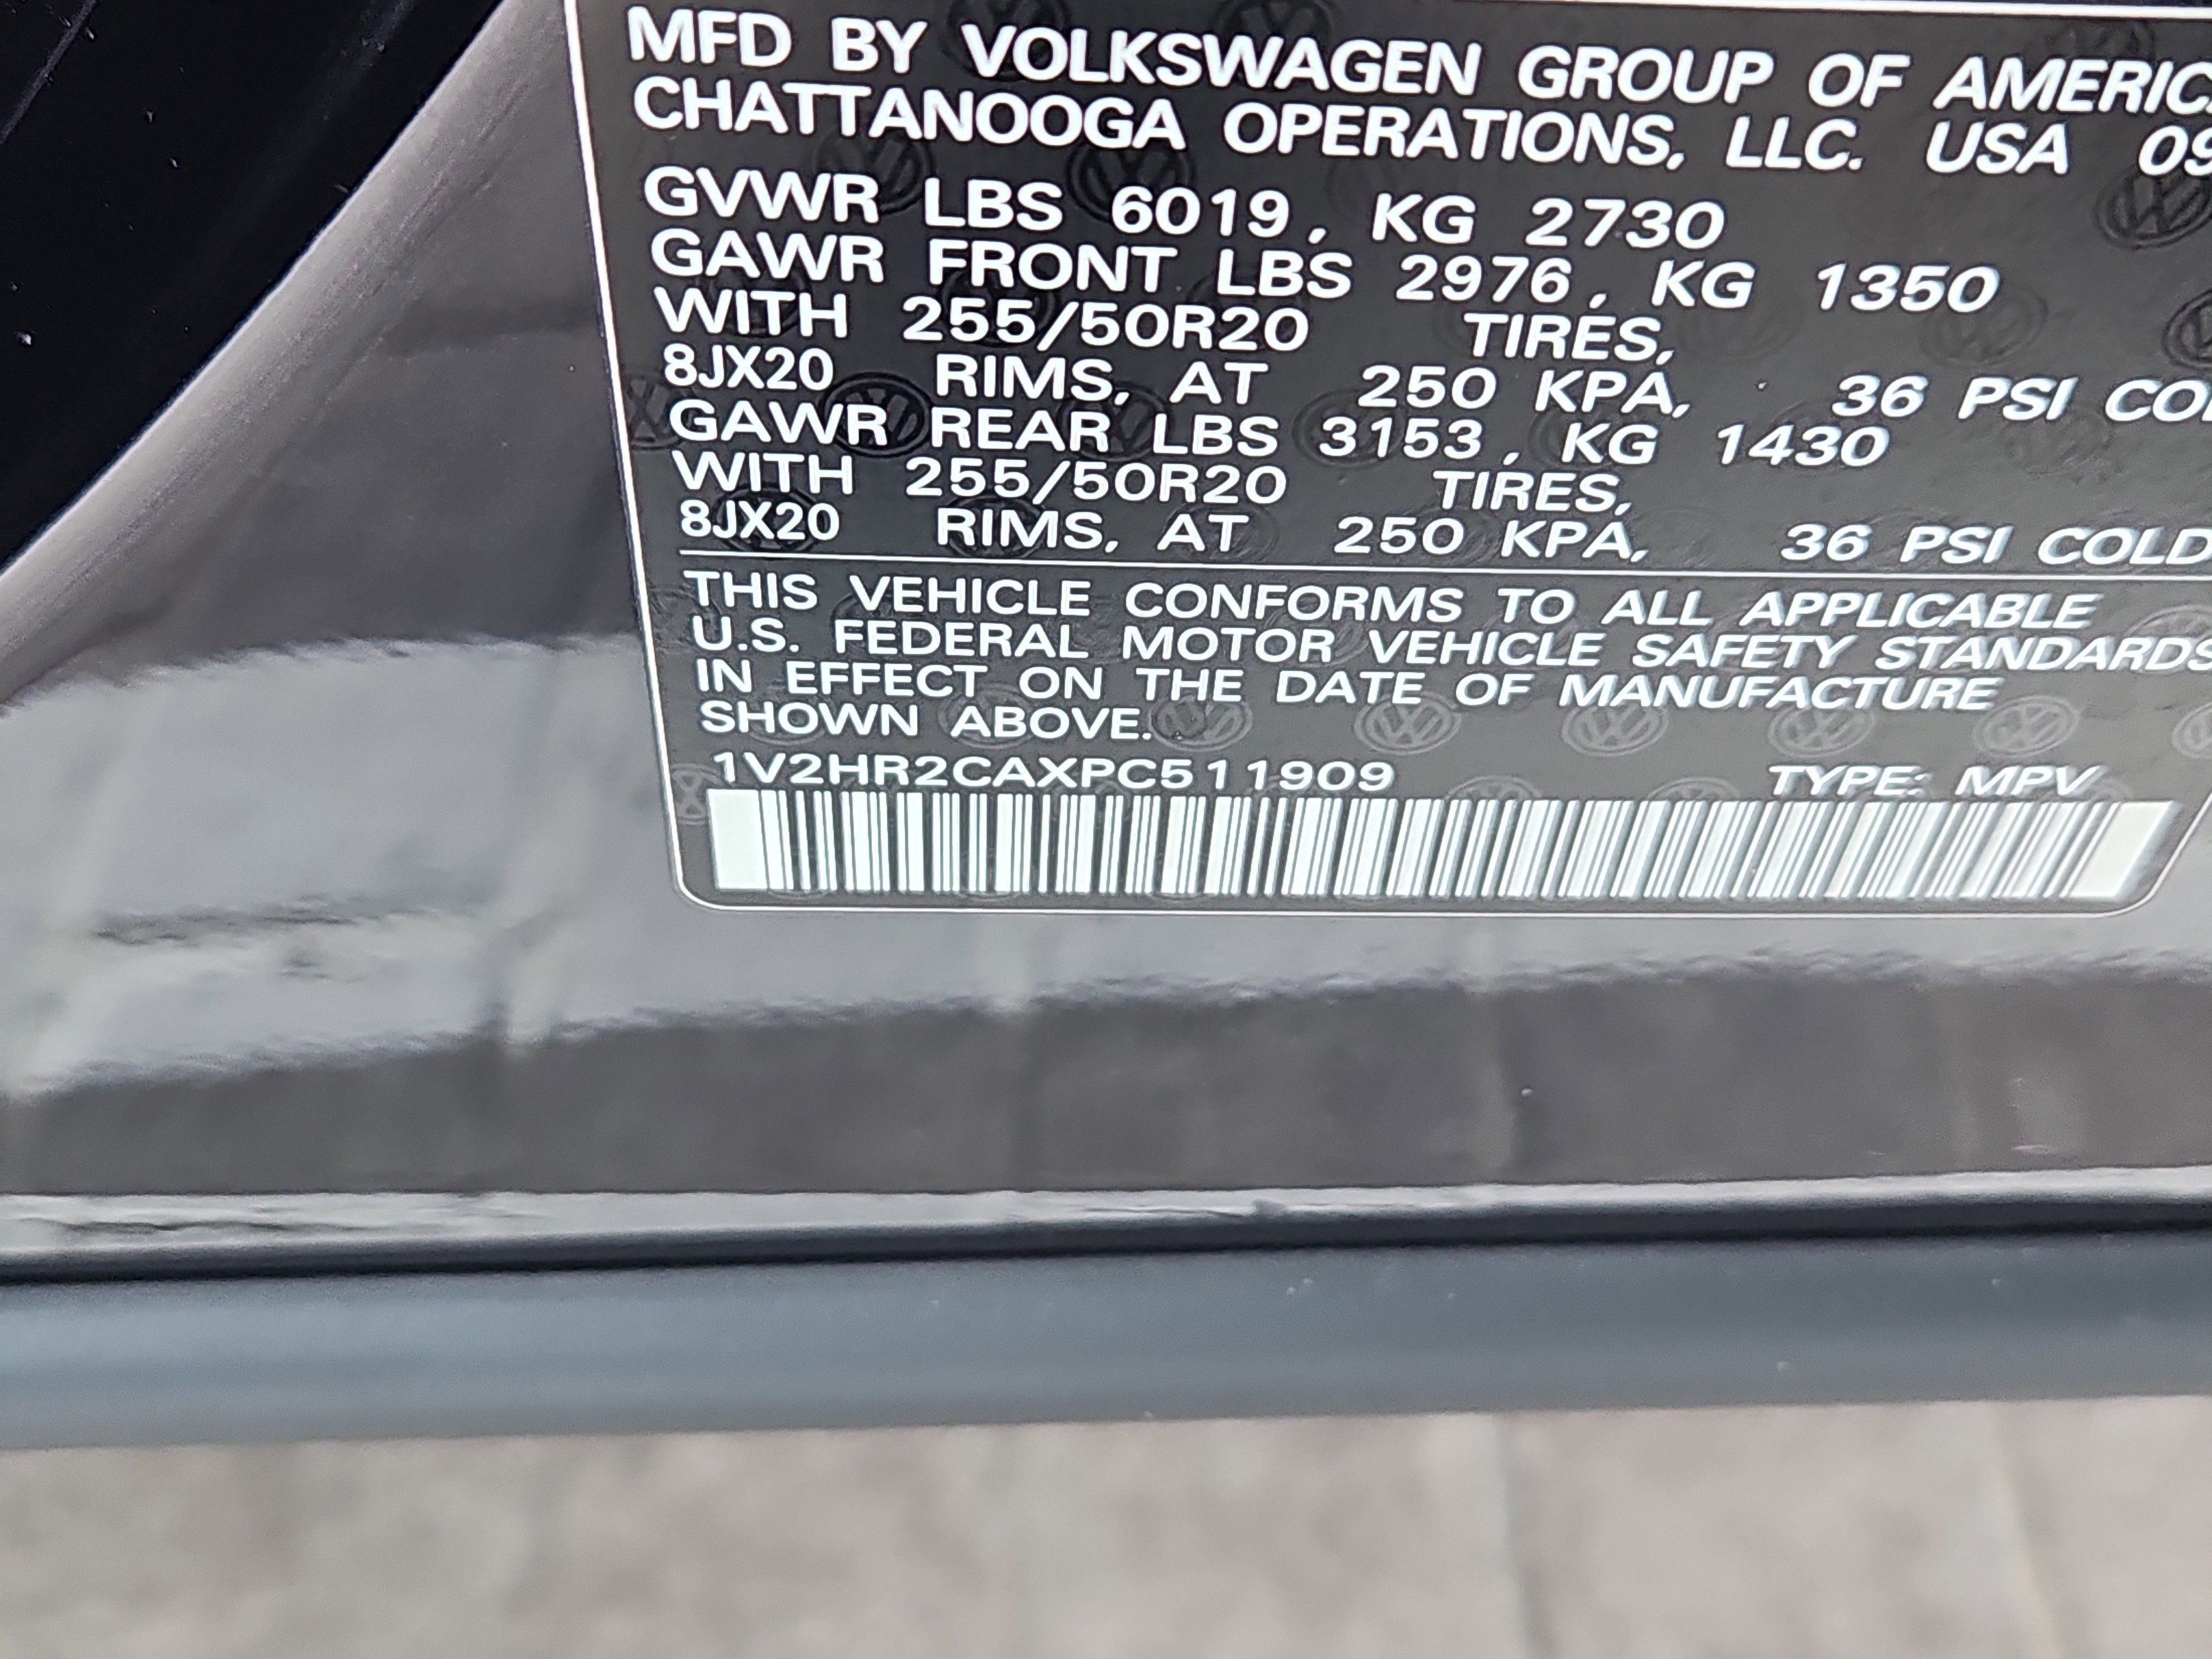 MFD BY VOLKSWAGEN GROUP OF AMERIC
CHATTANOOGA OPERATIONS, LLC. USA 09
GVWR LBS 6019, KG 2730
GAWR FRONT LBS 2976, KG 1350
WITH 255/50R20 TIRES,
8JX20 RIMS, AT 250 KPA, 36 PSI CO
GAWR REAR LBS 3153, KG 1430
WITH 255/50R20 TIRES,
8JX20 RIMS, AT 250 KPA, 36 PSI COLD
THIS VEHICLE CONFORMS TO ALL APPLICABLE
U.S. FEDERAL MOTOR VEHICLE SAFETY STANDARDS
IN EFFECT ON THE DATE OF MANUFACTURE
SHOWN ABOVE.
1V2HR2CAXPC511909 TYPE: MPV